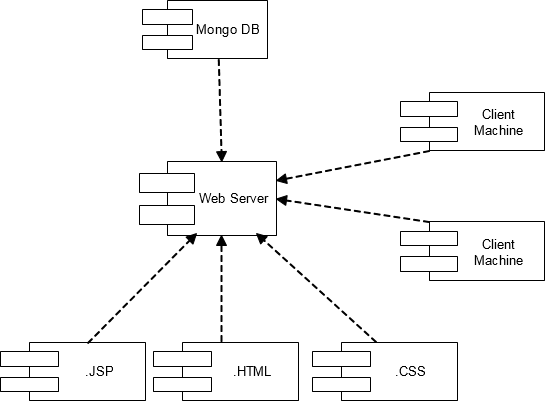 Mongo DB
Client
Machine
Web Server
Client
Machine
.JSP
.HTML
.CSS